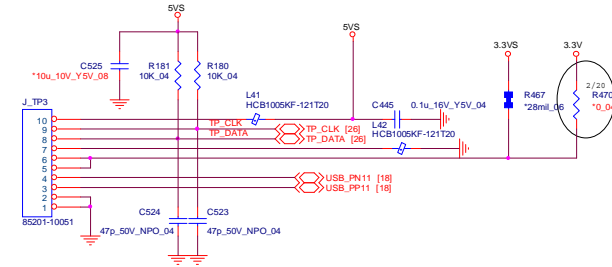 5VS
5VS
3.3VS
3.3V
C525
*10u_10V_Y5V_08
R181
10K_04
R180
10K_04
2/20
R467
*28mil_06
R470
*0_04
J_TP3
L41
HCB1005KF-121T20
C445
0.1u_16V_Y5V_04
L42
HCB1005KF-121T20
10
9
8
7
6
5
4
3
2
1
TP_CLK
TP_DATA
TP_CLK [26]
TP_DATA [26]
USB_PN11 [18]
USB_PP11 [18]
85201-10051
C524
47p_50V_NPO_04
C523
47p_50V_NPO_04